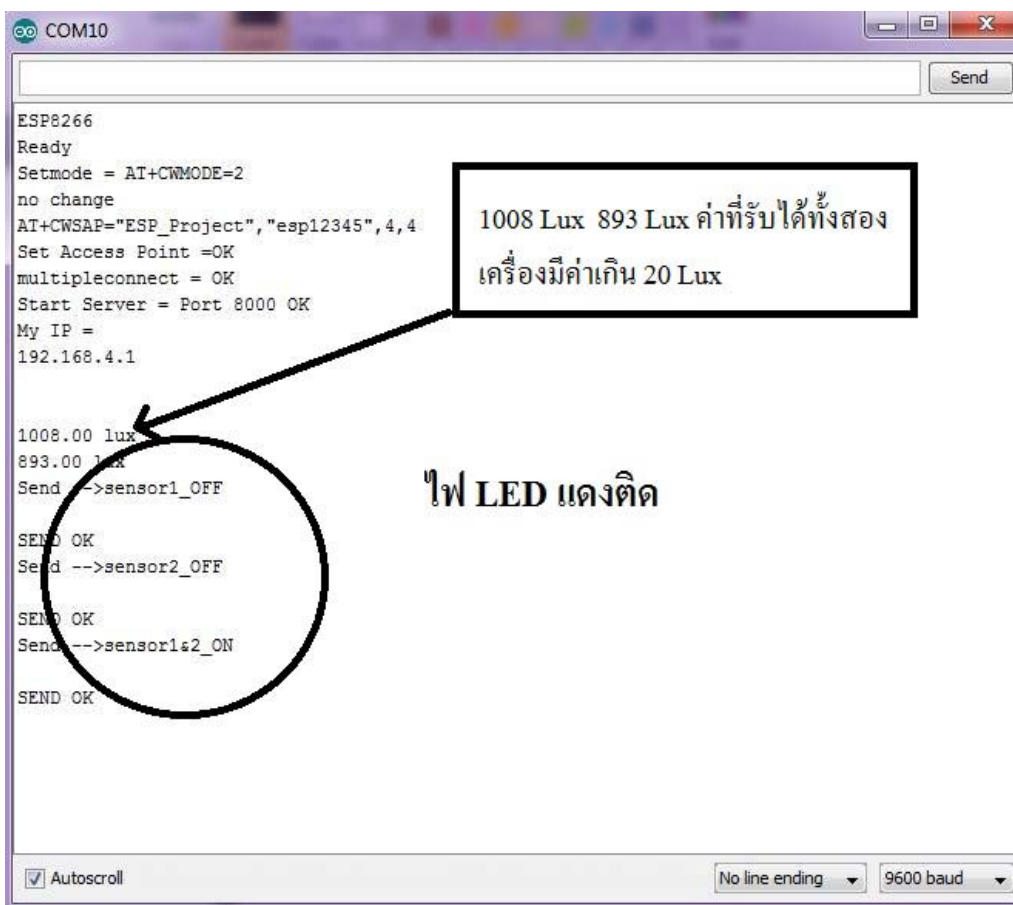 COM10
Send
ESP8266
Ready
Setmode = AT+CWMODE=2
no change
AT+CWSAP="ESP_Project","esp12345",4,4
Set Access Point =OK
multipleconnect = OK
Start Server = Port 8000 OK
My IP =
192.168.4.1
1008 Lux 893 Lux ค่าที่รับได้ทั้งสอง
เครื่องมีค่าเกิน 20 Lux
1008.00 lux
893.00 lux
Send -->sensor1_OFF
ไฟ LED แดงติด
SEND OK
Send -->sensor2_OFF
SEND OK
Send -->sensor1&2_ON
SEND OK
Autoscroll
No line ending
9600 baud